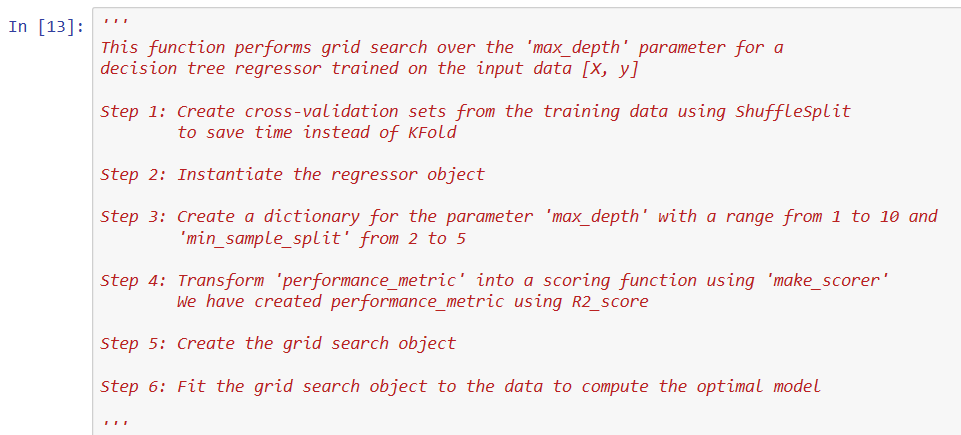 In [13]:
'''
This function performs grid search over the 'max_depth' parameter for a
decision tree regressor trained on the input data [X, y]
Step 1: Create cross-validation sets from the training data using ShuffleSplit
to save time instead of KFold
Step 2: Instantiate the regressor object
Step 3: Create a dictionary for the parameter 'max_depth' with a range from 1 to 10 and
'min_sample_split' from 2 to 5
Step 4: Transform 'performance_metric' into a scoring function using 'make_scorer'
We have created performance_metric using R2_score
Step 5: Create the grid search object
Step 6: Fit the grid search object to the data to compute the optimal model
'''